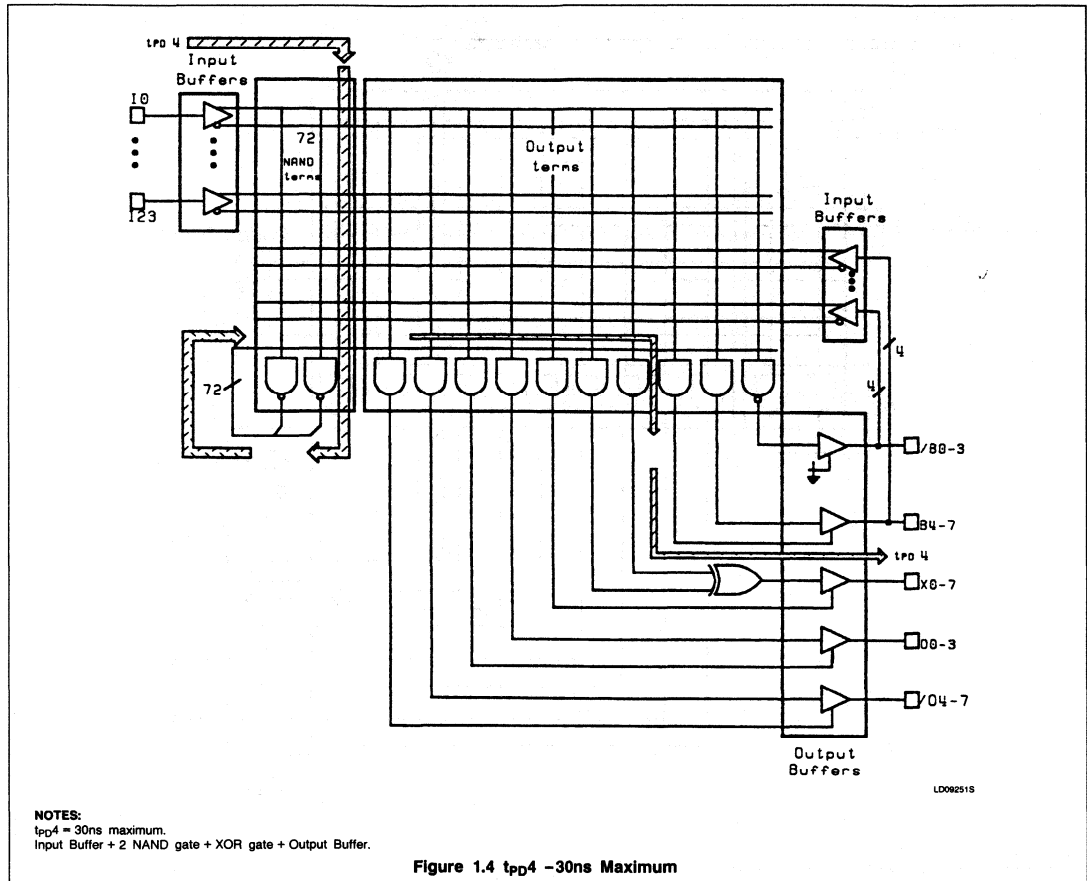 tPD 4
Input
Buffers
I0
I23
72
NAND
terms
Output
terms
Input
Buffers
4
4
72
/B0-3
B4-7
tPD 4
X0-7
O0-3
/O4-7
Output
Buffers
LD09251S
NOTES:
tPD4 = 30ns maximum.
Input Buffer + 2 NAND gate + XOR gate + Output Buffer.
Figure 1.4 tPD4 –30ns Maximum